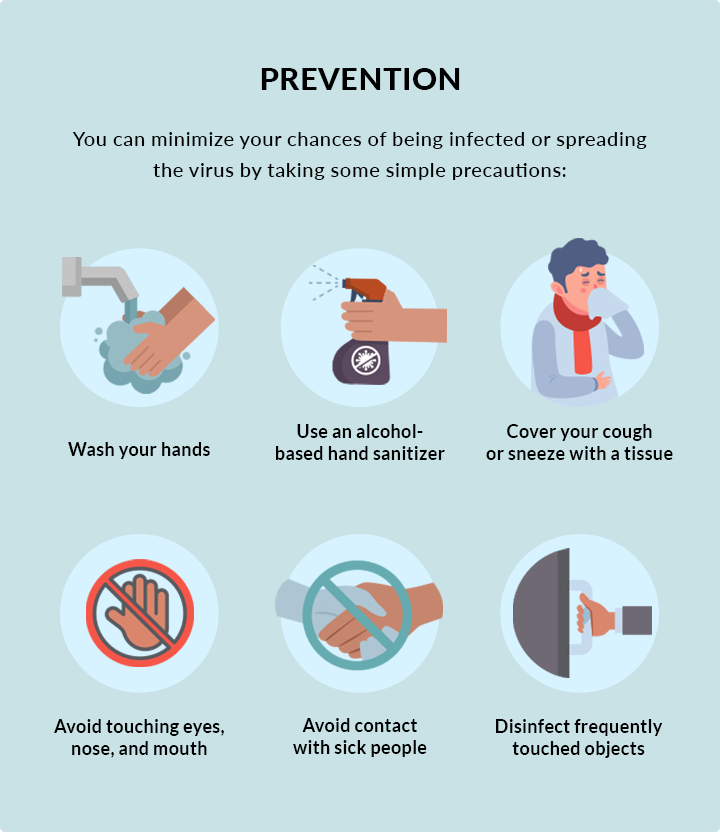 PREVENTION
You can minimize your chances of being infected or spreading
the virus by taking some simple precautions:
Wash your hands
Use an alcohol-
based hand sanitizer
Cover your cough
or sneeze with a tissue
Avoid touching eyes,
nose, and mouth
Avoid contact
with sick people
Disinfect frequently
touched objects